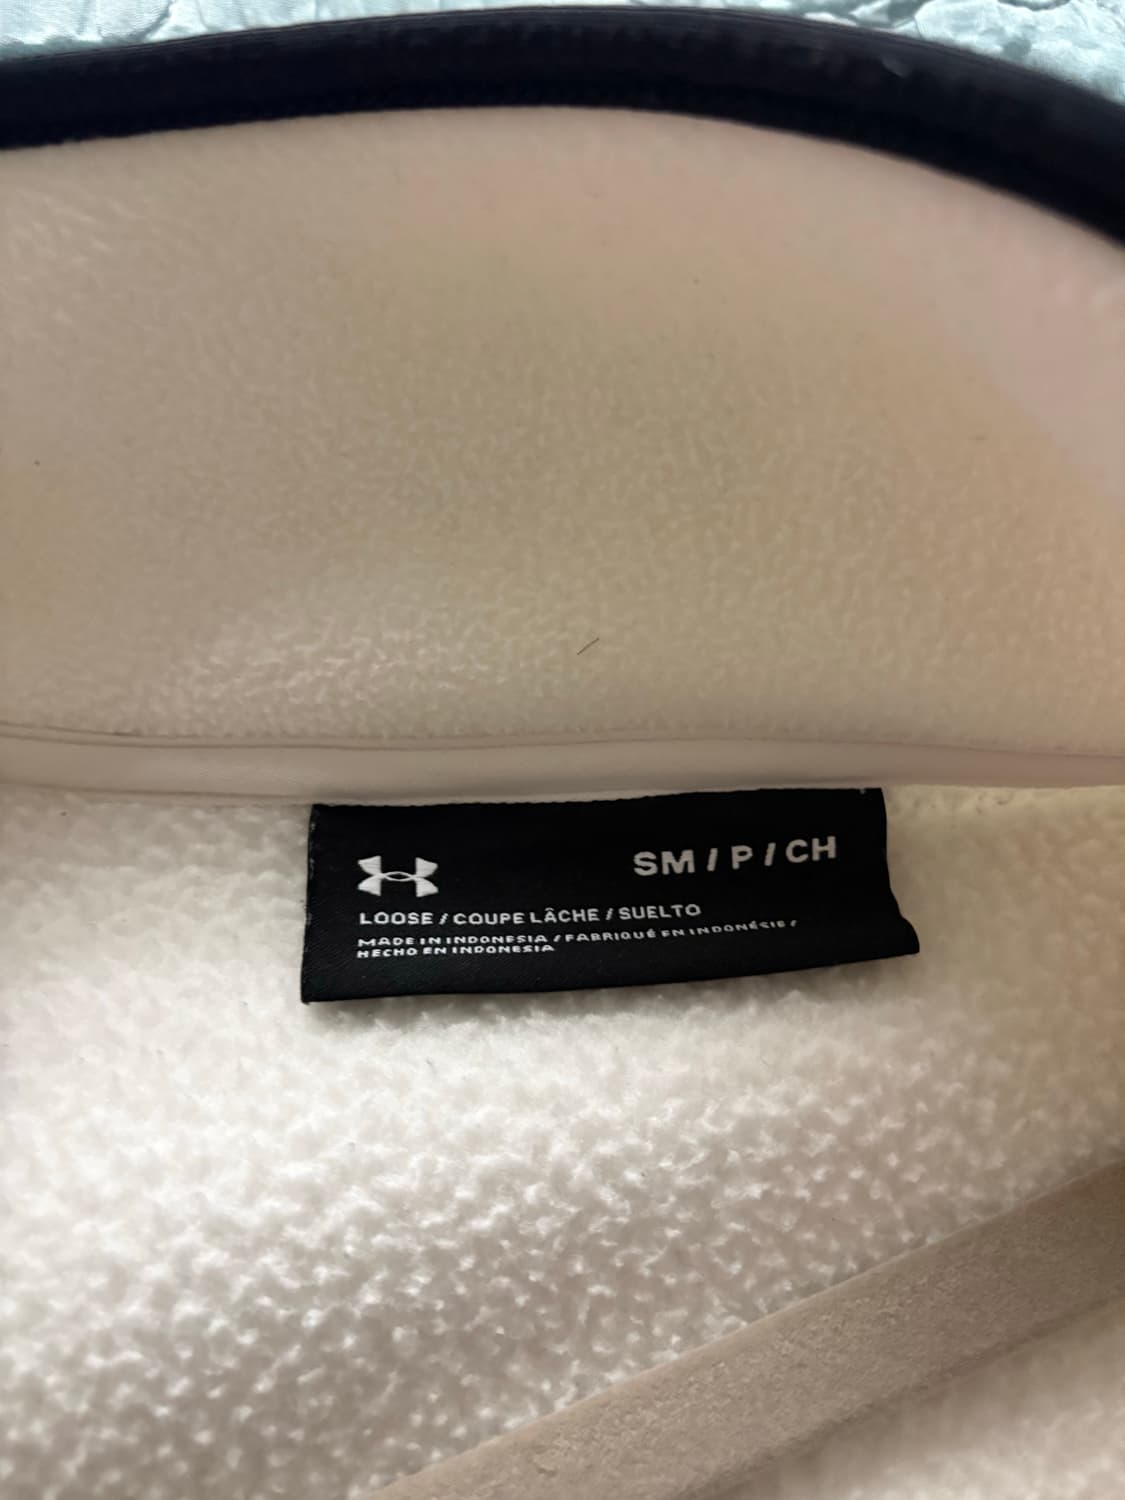 SM / P / CH
LOOSE / COUPE LÂCHE / SUELTO
MADE IN INDONESIA / FABRIQUÉ EN INDONÉSIE /
HECHO EN INDONESIA